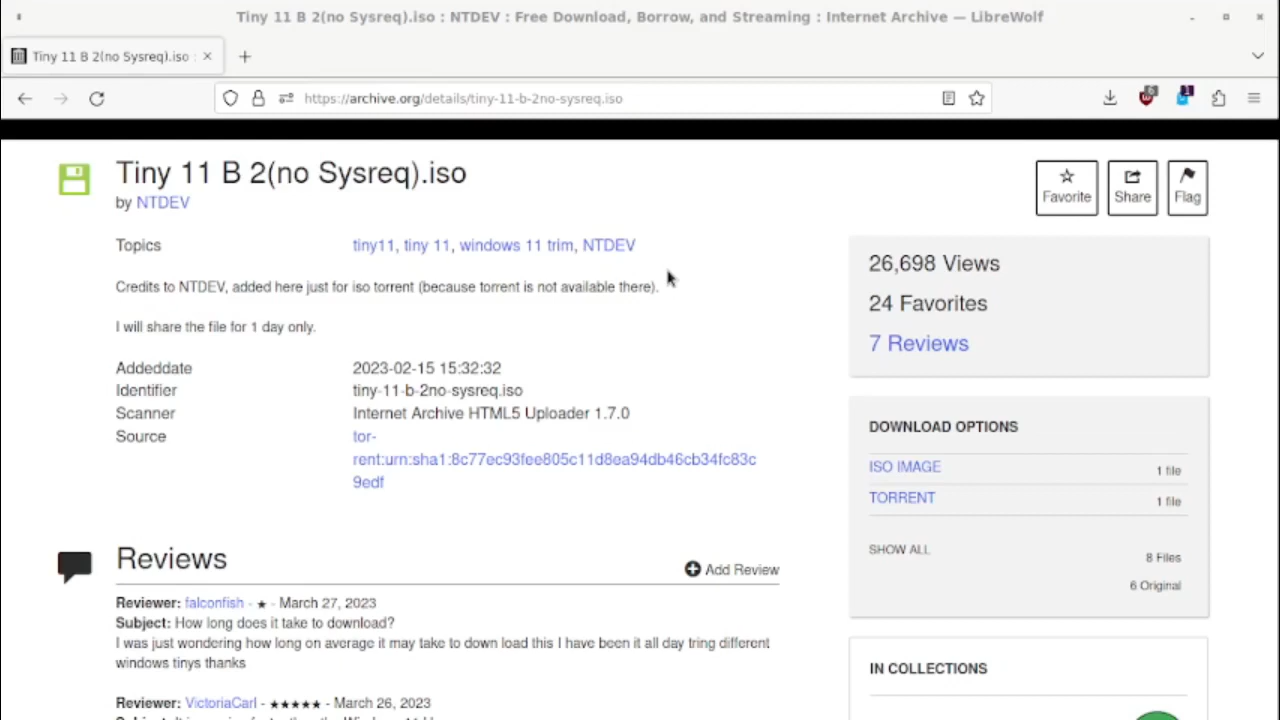 Tiny 11 B 2(no Sysreq).iso : NTDEV : Free Download, Borrow, and Streaming : Internet Archive — LibreWolf
Tiny 11 B 2(no Sysreq).iso :
https://archive.org/details/tiny-11-b-2no-sysreq.iso
Tiny 11 B 2(no Sysreq).iso
by NTDEV
Favorite
Share
Flag
Topics
tiny11, tiny 11, windows 11 trim, NTDEV
Credits to NTDEV, added here just for iso torrent (because torrent is not available there).
I will share the file for 1 day only.
Addeddate
2023-02-15 15:32:32
Identifier
tiny-11-b-2no-sysreq.iso
Scanner
Internet Archive HTML5 Uploader 1.7.0
Source
tor-
rent:urn:sha1:8c77ec93fee805c11d8ea94db46cb34fc83c
9edf
26,698 Views
24 Favorites
7 Reviews
DOWNLOAD OPTIONS
ISO IMAGE
1 file
TORRENT
1 file
SHOW ALL
8 Files
6 Original
Reviews
Add Review
Reviewer: falconfish - ★ - March 27, 2023
Subject: How long does it take to download?
I was just wondering how long on average it may take to down load this I have been it all day tring different
windows tinys thanks
Reviewer: VictoriaCarl - ★★★★★ - March 26, 2023
IN COLLECTIONS